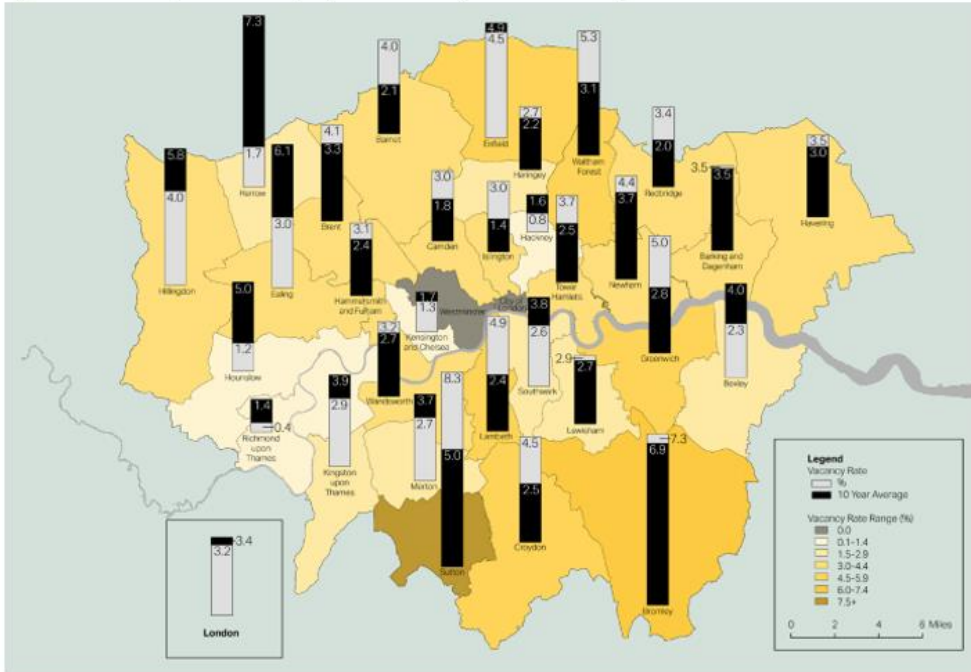 7.3
1.7
Harrow
4.0
2.1
Barnet
4.9
4.5
Enfield
5.3
3.1
Waltham
Forest
2.7
2.2
Haringey
3.4
2.0
Redbridge
3.5
3.0
Havering
5.8
4.0
Hillingdon
6.1
3.0
Ealing
4.1
3.3
Brent
3.1
2.4
Hammersmith
and Fulham
3.0
1.8
Camden
3.0
1.4
Islington
1.6
0.8
Hackney
3.7
2.5
Tower
Hamlets
4.4
3.7
Newham
3.5
3.5
Barking and
Dagenham
5.0
2.8
Greenwich
4.0
2.3
Bexley
5.0
1.2
Hounslow
1.7
1.3
Kensington
and Chelsea
Westminster
City of
London
3.8
2.6
Southwark
4.9
2.4
Lambeth
3.2
2.7
Wandsworth
2.9
2.7
Lewisham
1.4
0.4
Richmond
upon
Thames
3.9
2.9
Kingston
upon
Thames
3.7
2.7
Merton
8.3
5.0
Sutton
4.5
2.5
Croydon
7.3
6.9
Bromley
3.4
3.2
London
Legend
Vacancy Rate
%
10 Year Average
Vacancy Rate Range (%)
0.0
0.1-1.4
1.5-2.9
3.0-4.4
4.5-5.9
6.0-7.4
7.5+
0 2 4 6 Miles